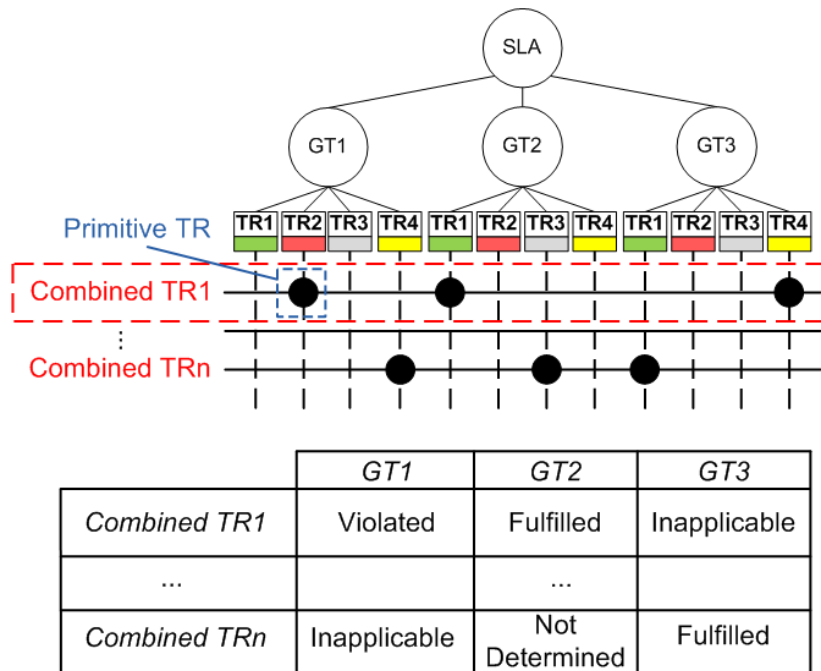 SLA
GT1 GT2 GT3
TR1 TR2 TR3 TR4 TR1 TR2 TR3 TR4 TR1 TR2 TR3 TR4
Primitive TR
Combined TR1
...
Combined TRn
GT1 GT2 GT3
Combined TR1 Violated Fulfilled Inapplicable
... ...
Combined TRn Inapplicable Not Determined Fulfilled